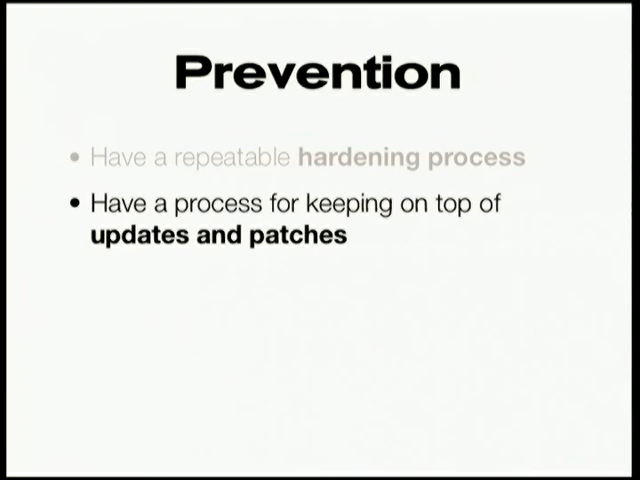 Prevention
• Have a repeatable hardening process
• Have a process for keeping on top of
updates and patches